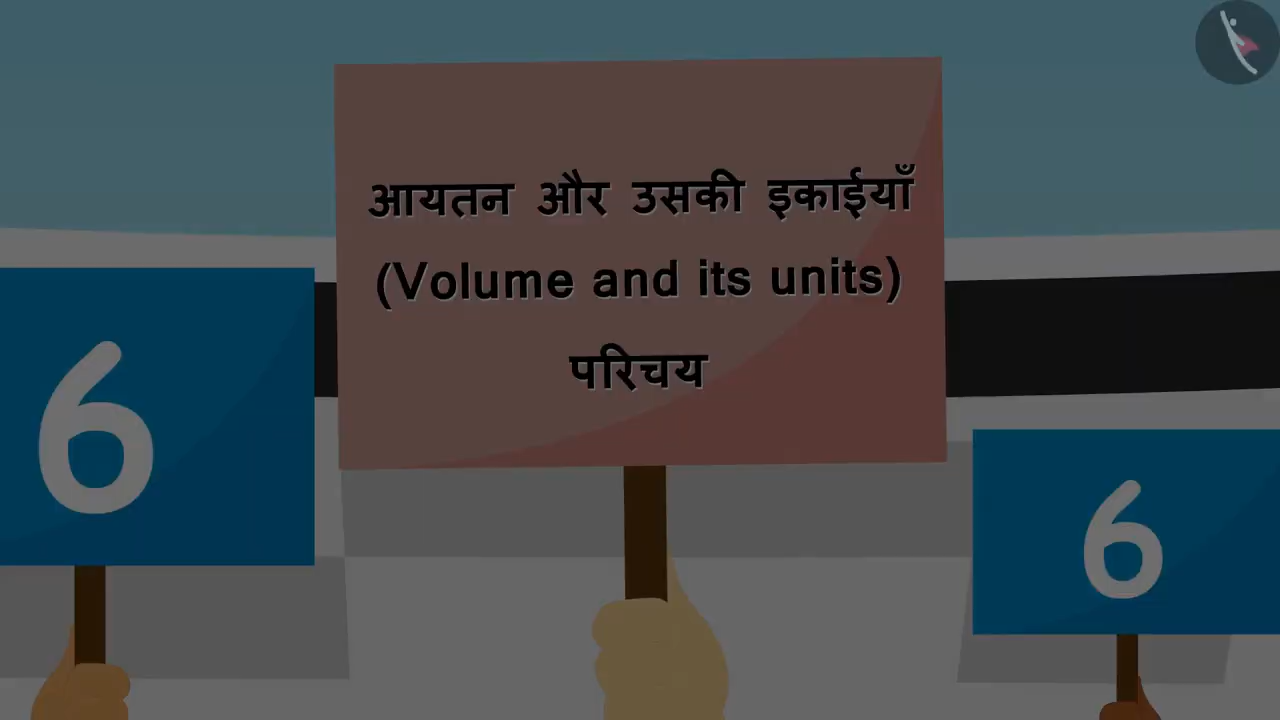 आयतन और उसकी इकाईयाँ
(Volume and its units)
परिचय
6
6